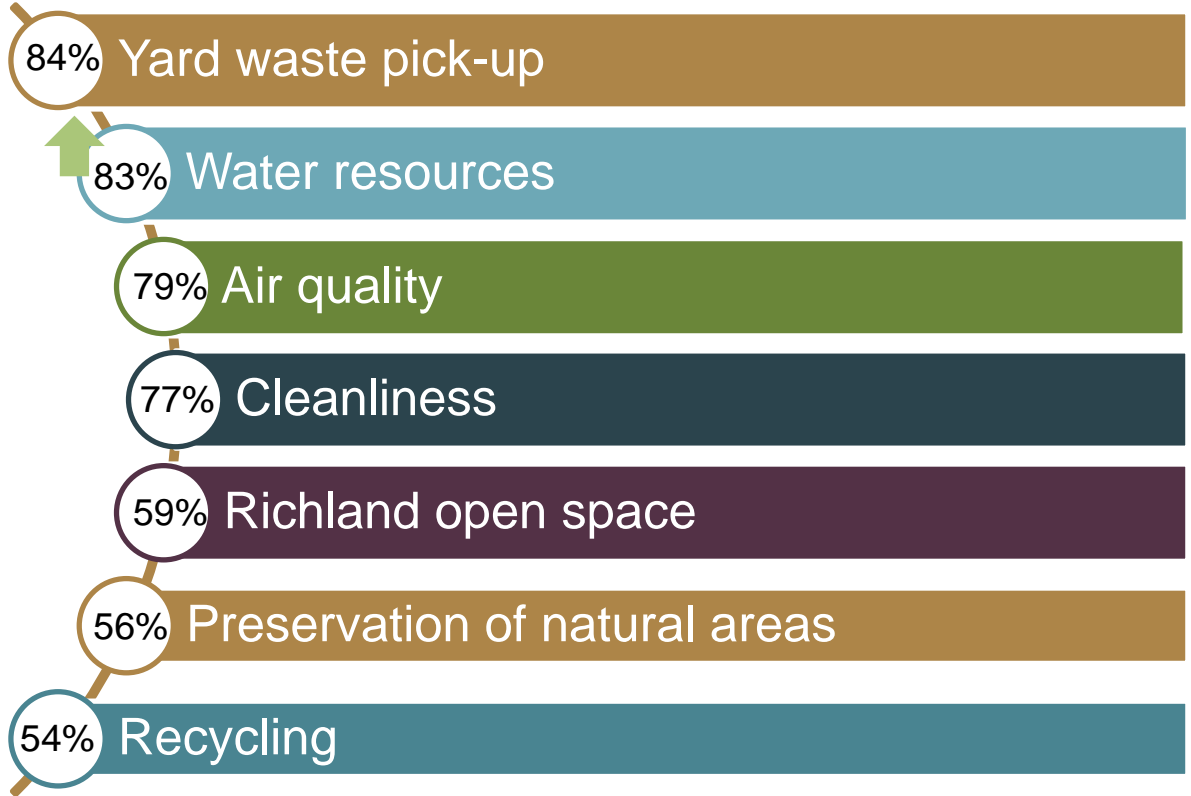 84% Yard waste pick-up
83% Water resources
79% Air quality
77% Cleanliness
59% Richland open space
56% Preservation of natural areas
54% Recycling